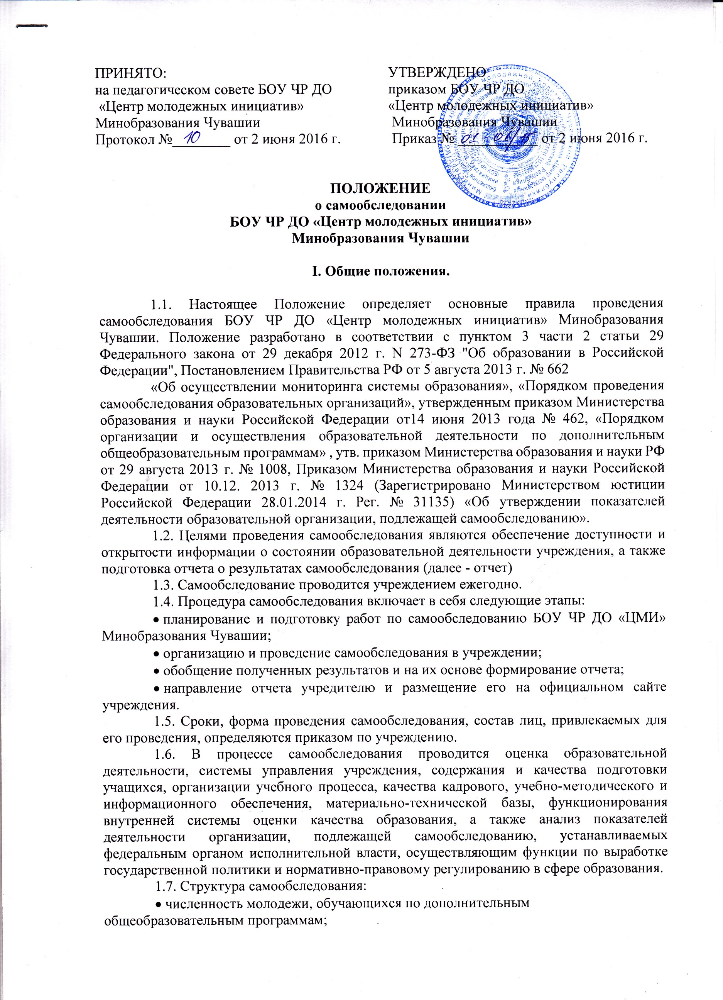 ПРИНЯТО:
на педагогическом совете БОУ ЧР ДО
«Центр молодежных инициатив»
Минобразования Чувашии
Протокол № 10 от 2 июня 2016 г.
УТВЕРЖДЕНО
приказом БОУ ЧР ДО
«Центр молодежных инициатив»
Минобразования Чувашии
Приказ № 01 - 01/15 от 2 июня 2016 г.
ПОЛОЖЕНИЕ
о самообследовании
БОУ ЧР ДО «Центр молодежных инициатив»
Минобразования Чувашии
I. Общие положения.
1.1. Настоящее Положение определяет основные правила проведения
самообследования БОУ ЧР ДО «Центр молодежных инициатив» Минобразования
Чувашии. Положение разработано в соответствии с пунктом 3 части 2 статьи 29
Федерального закона от 29 декабря 2012 г. N 273-ФЗ "Об образовании в Российской
Федерации", Постановлением Правительства РФ от 5 августа 2013 г. № 662
«Об осуществлении мониторинга системы образования», «Порядком проведения
самообследования образовательных организаций», утвержденным приказом Министерства
образования и науки Российской Федерации от14 июня 2013 года № 462, «Порядком
организации и осуществления образовательной деятельности по дополнительным
общеобразовательным программам» , утв. приказом Министерства образования и науки РФ
от 29 августа 2013 г. № 1008, Приказом Министерства образования и науки Российской
Федерации от 10.12. 2013 г. № 1324 (Зарегистрировано Министерством юстиции
Российской Федерации 28.01.2014 г. Рег. № 31135) «Об утверждении показателей
деятельности образовательной организации, подлежащей самообследованию».
1.2. Целями проведения самообследования являются обеспечение доступности и
открытости информации о состоянии образовательной деятельности учреждения, а также
подготовка отчета о результатах самообследования (далее - отчет)
1.3. Самообследование проводится учреждением ежегодно.
1.4. Процедура самообследования включает в себя следующие этапы:
• планирование и подготовку работ по самообследованию БОУ ЧР ДО «ЦМИ»
Минобразования Чувашии;
• организацию и проведение самообследования в учреждении;
• обобщение полученных результатов и на их основе формирование отчета;
• направление отчета учредителю и размещение его на официальном сайте
учреждения.
1.5. Сроки, форма проведения самообследования, состав лиц, привлекаемых для
его проведения, определяются приказом по учреждению.
1.6. В процессе самообследования проводится оценка образовательной
деятельности, системы управления учреждения, содержания и качества подготовки
учащихся, организации учебного процесса, качества кадрового, учебно-методического и
информационного обеспечения, материально-технической базы, функционирования
внутренней системы оценки качества образования, а также анализ показателей
деятельности организации, подлежащей самообследованию, устанавливаемых
федеральным органом исполнительной власти, осуществляющим функции по выработке
государственной политики и нормативно-правовому регулированию в сфере образования.
1.7. Структура самообследования:
• численность молодежи, обучающихся по дополнительным
общеобразовательным программам;